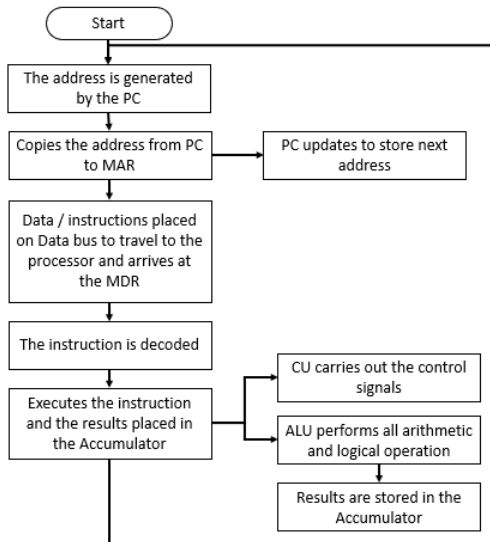 Start
The address is generated
by the PC
Copies the address from PC
to MAR
PC updates to store next
address
Data / instructions placed
on Data bus to travel to the
processor and arrives at
the MDR
The instruction is decoded
Executes the instruction
and the results placed in
the Accumulator
CU carries out the control
signals
ALU performs all arithmetic
and logical operation
Results are stored in the
Accumulator